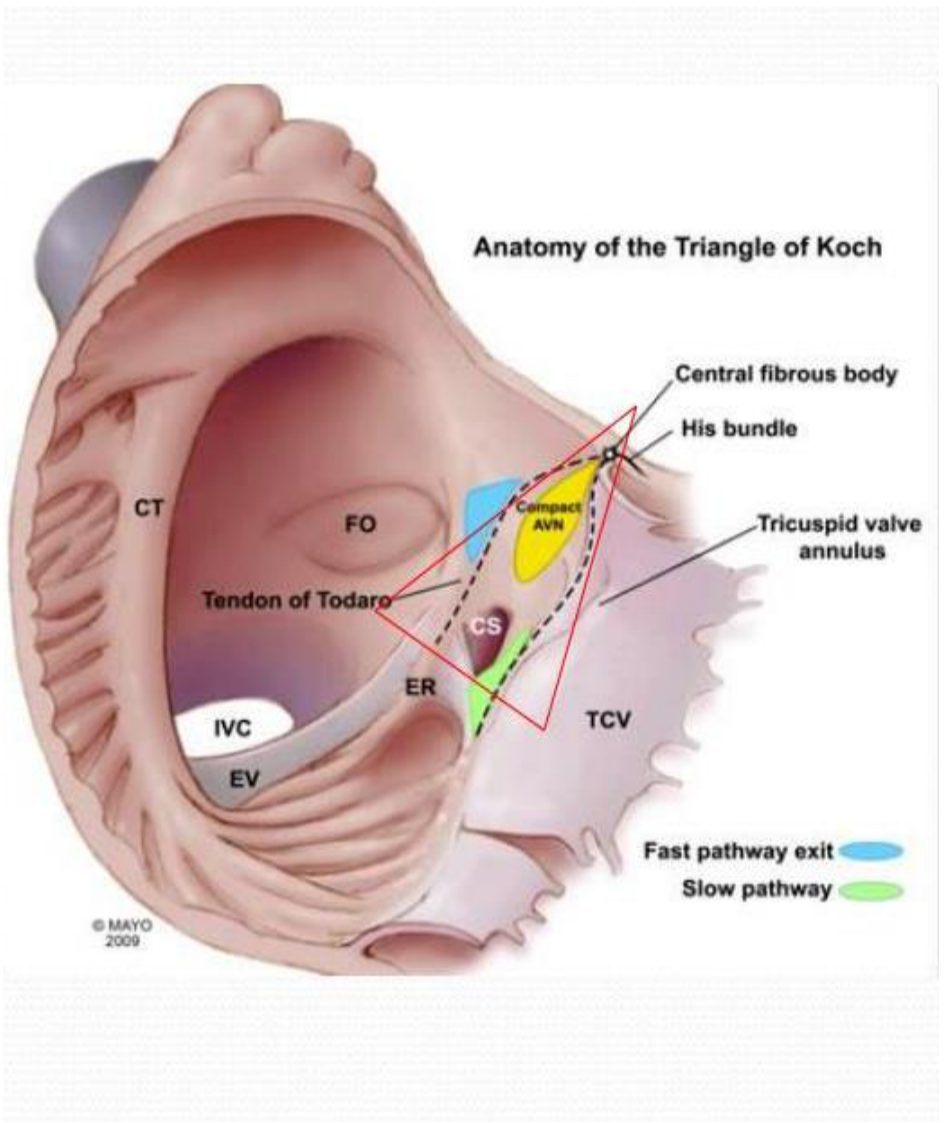 Anatomy of the Triangle of Koch
Central fibrous body
His bundle
CT
FO
Compact
AVN
Tricuspid valve
annulus
Tendon of Todaro
CS
ER
IVC
TCV
EV
Fast pathway exit
Slow pathway
© MAYO
2009